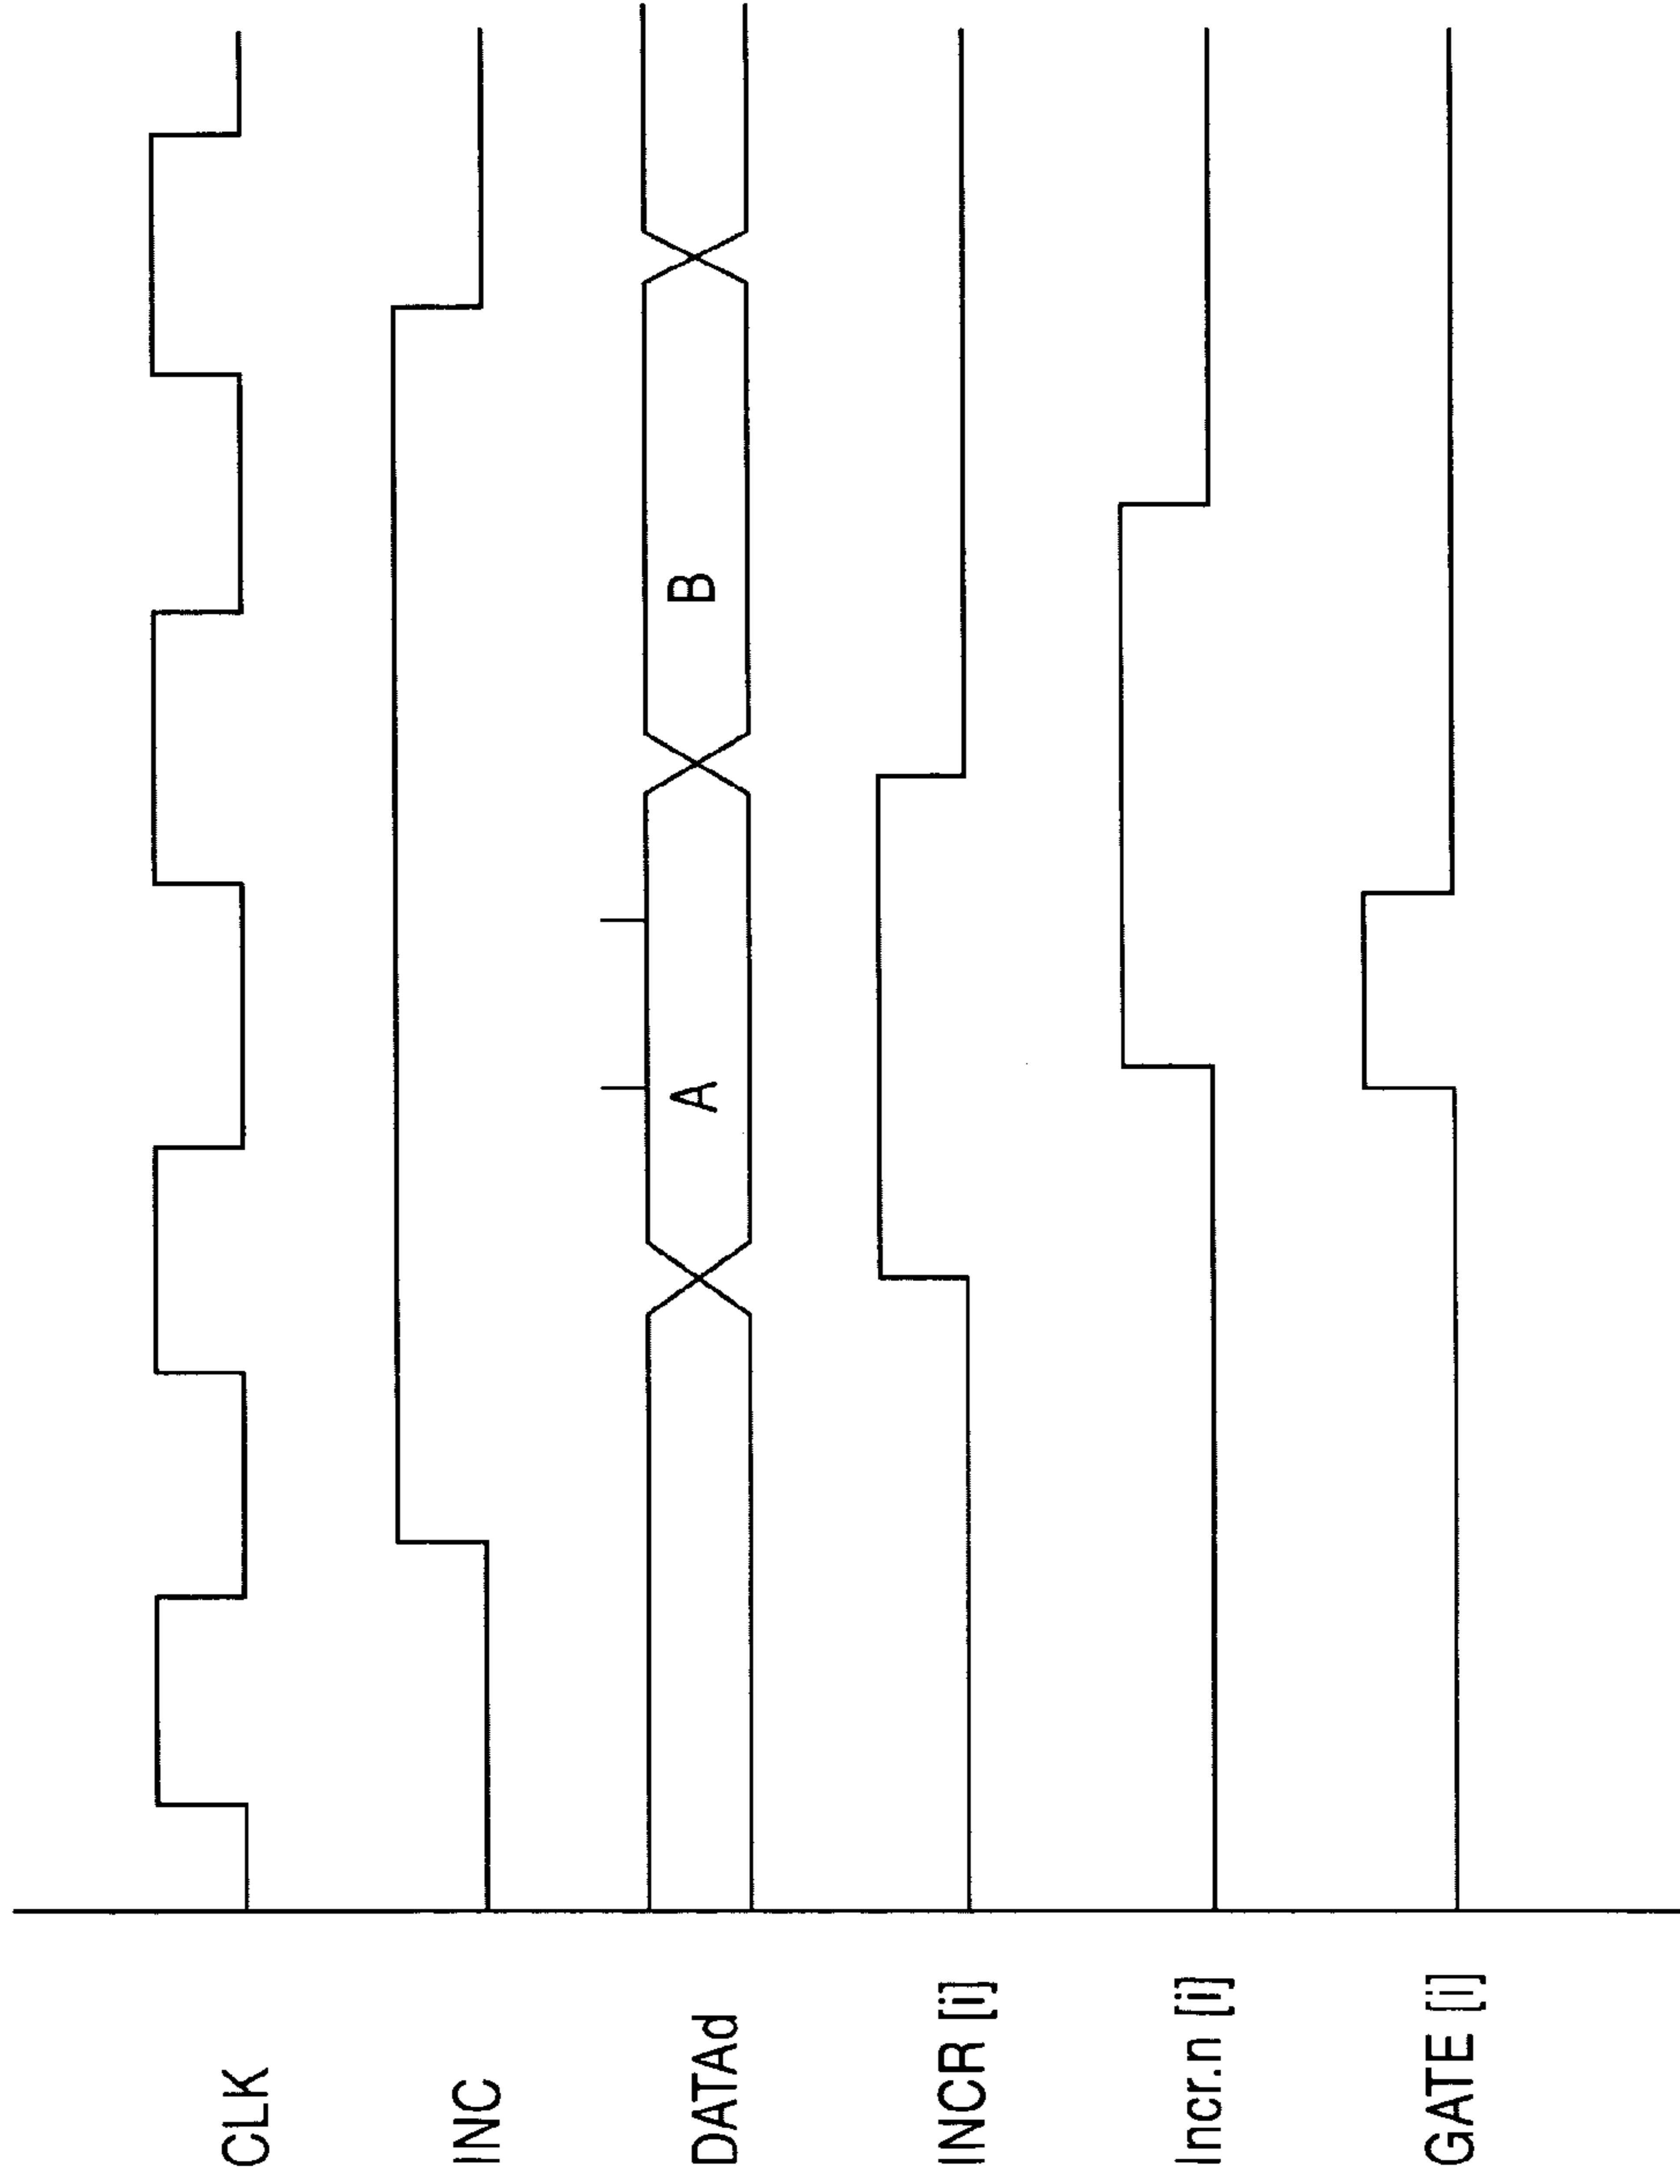 CLK
INC
DATAd
A
B
INCR [i]
Incr.n [i]
GATE [i]